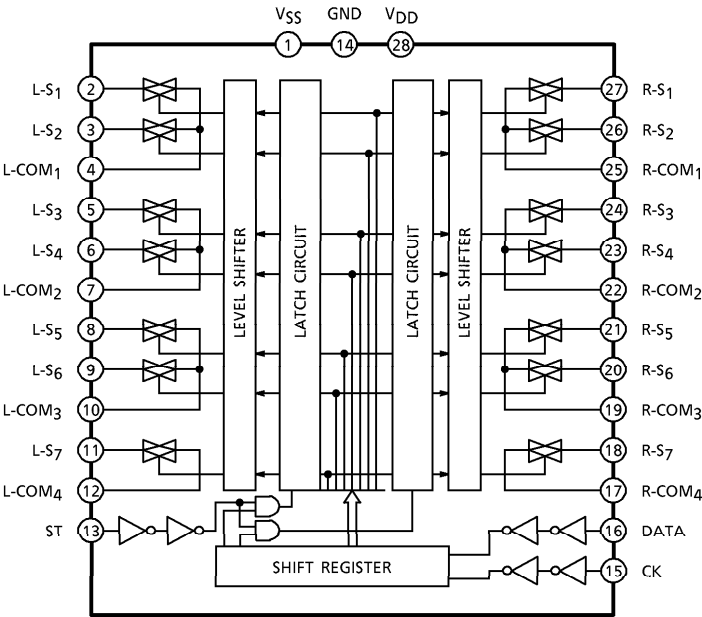 VSS GND VDD
1 14 28
L-S1 2 27 R-S1
L-S2 3 26 R-S2
L-COM1 4 25 R-COM1
L-S3 5 24 R-S3
L-S4 6 23 R-S4
L-COM2 7 22 R-COM2
L-S5 8 21 R-S5
L-S6 9 20 R-S6
L-COM3 10 19 R-COM3
L-S7 11 18 R-S7
L-COM4 12 17 R-COM4
ST 13 16 DATA
15 CK
LEVEL SHIFTER
LATCH CIRCUIT
LATCH CIRCUIT
LEVEL SHIFTER
SHIFT REGISTER